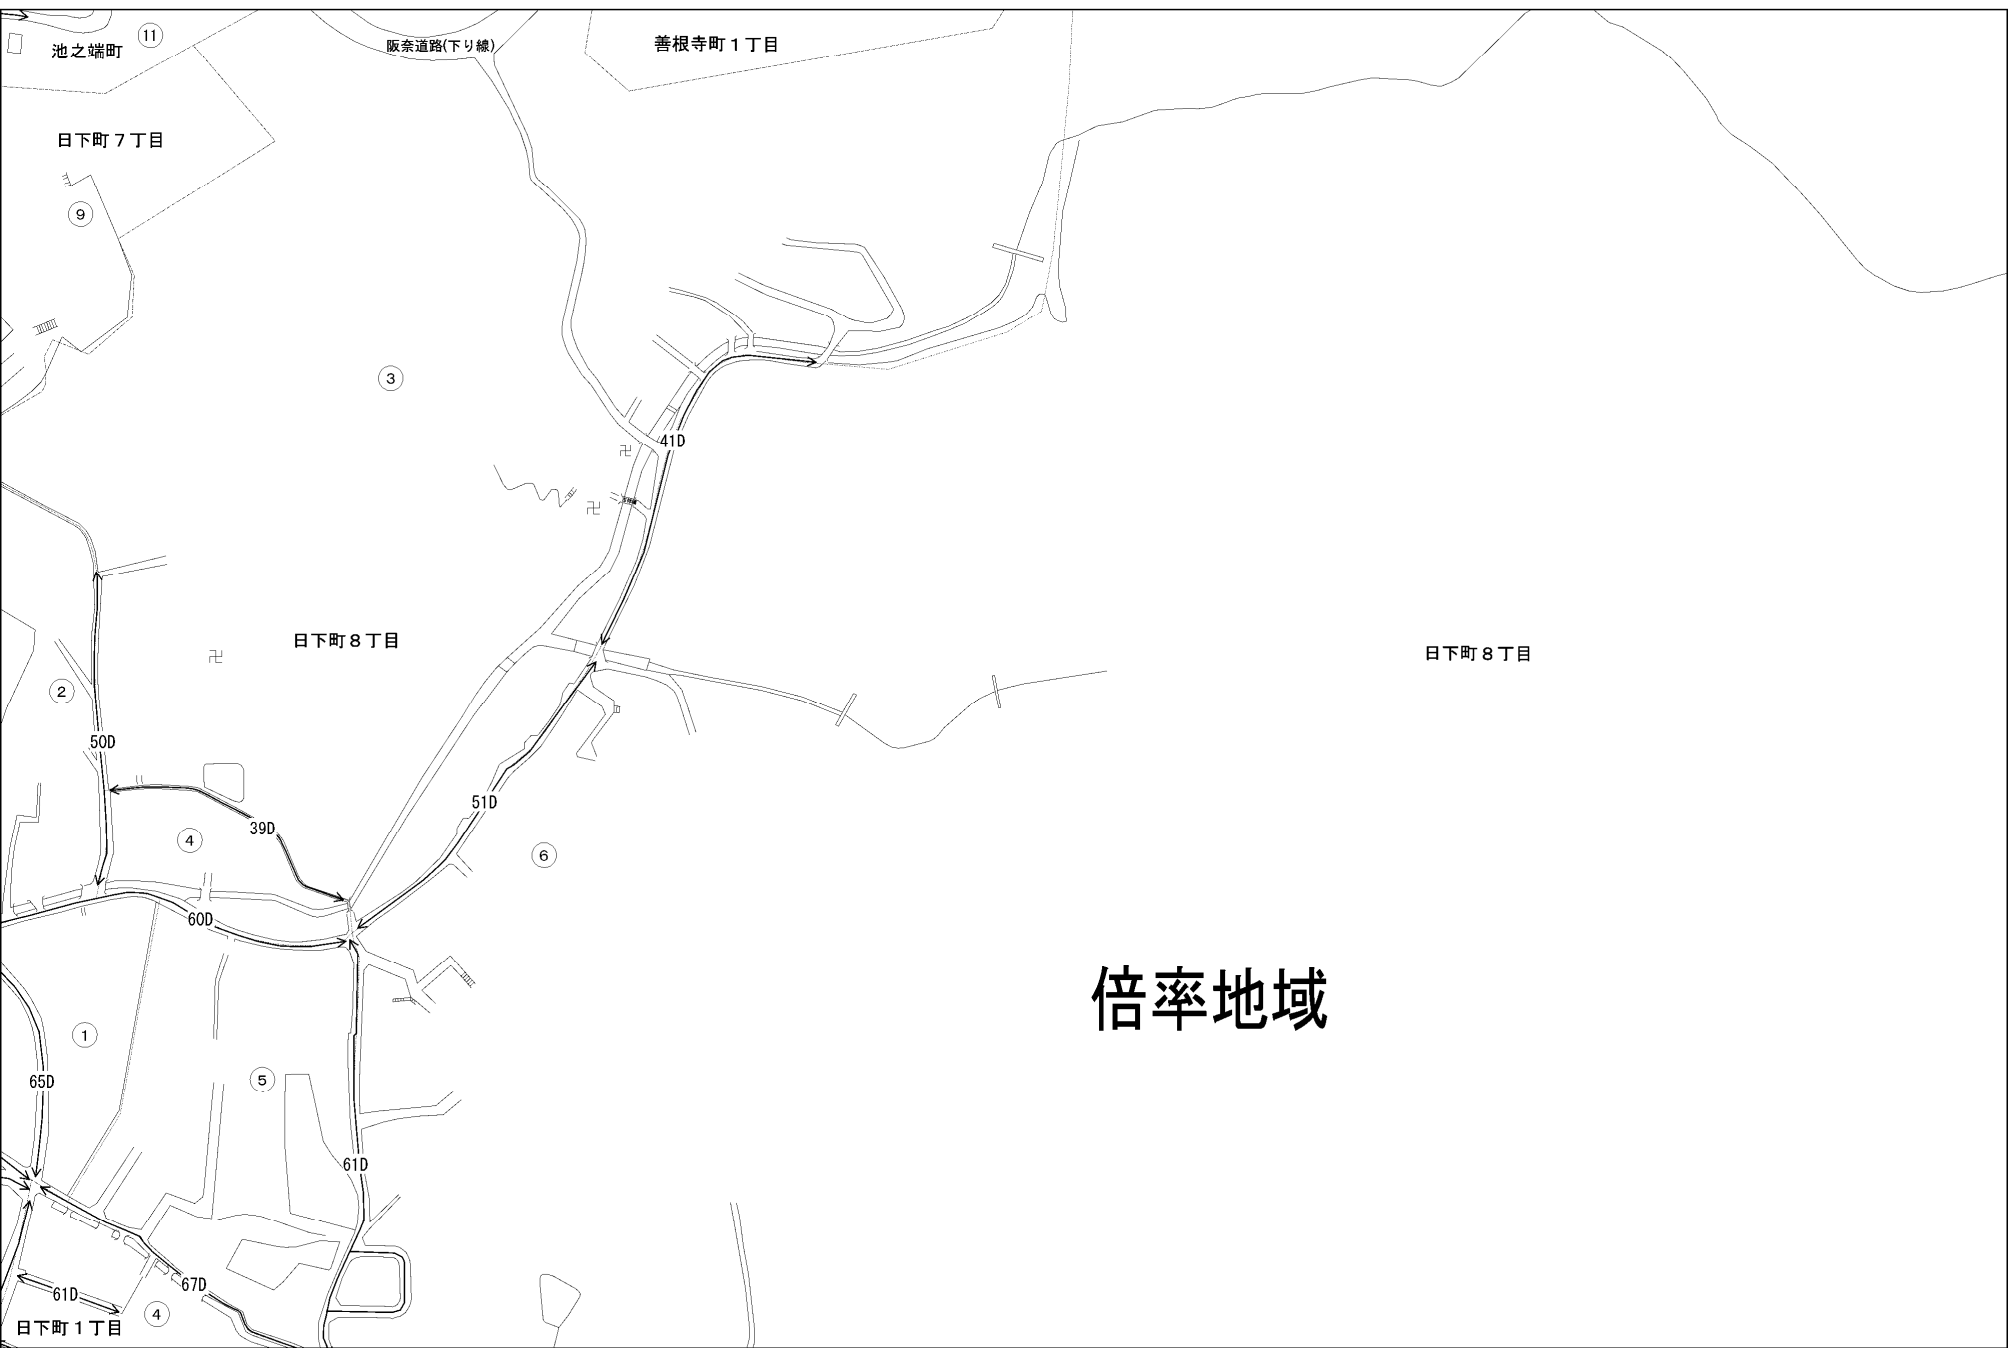 ⑪
池之端町
阪奈道路(下り線)
善根寺町1丁目
日下町7丁目
⑨
③
41D
日下町8丁目
日下町8丁目
②
50D
51D
39D
④
⑥
60D
倍率地域
①
65D
⑤
61D
67D
61D
④
日下町1丁目